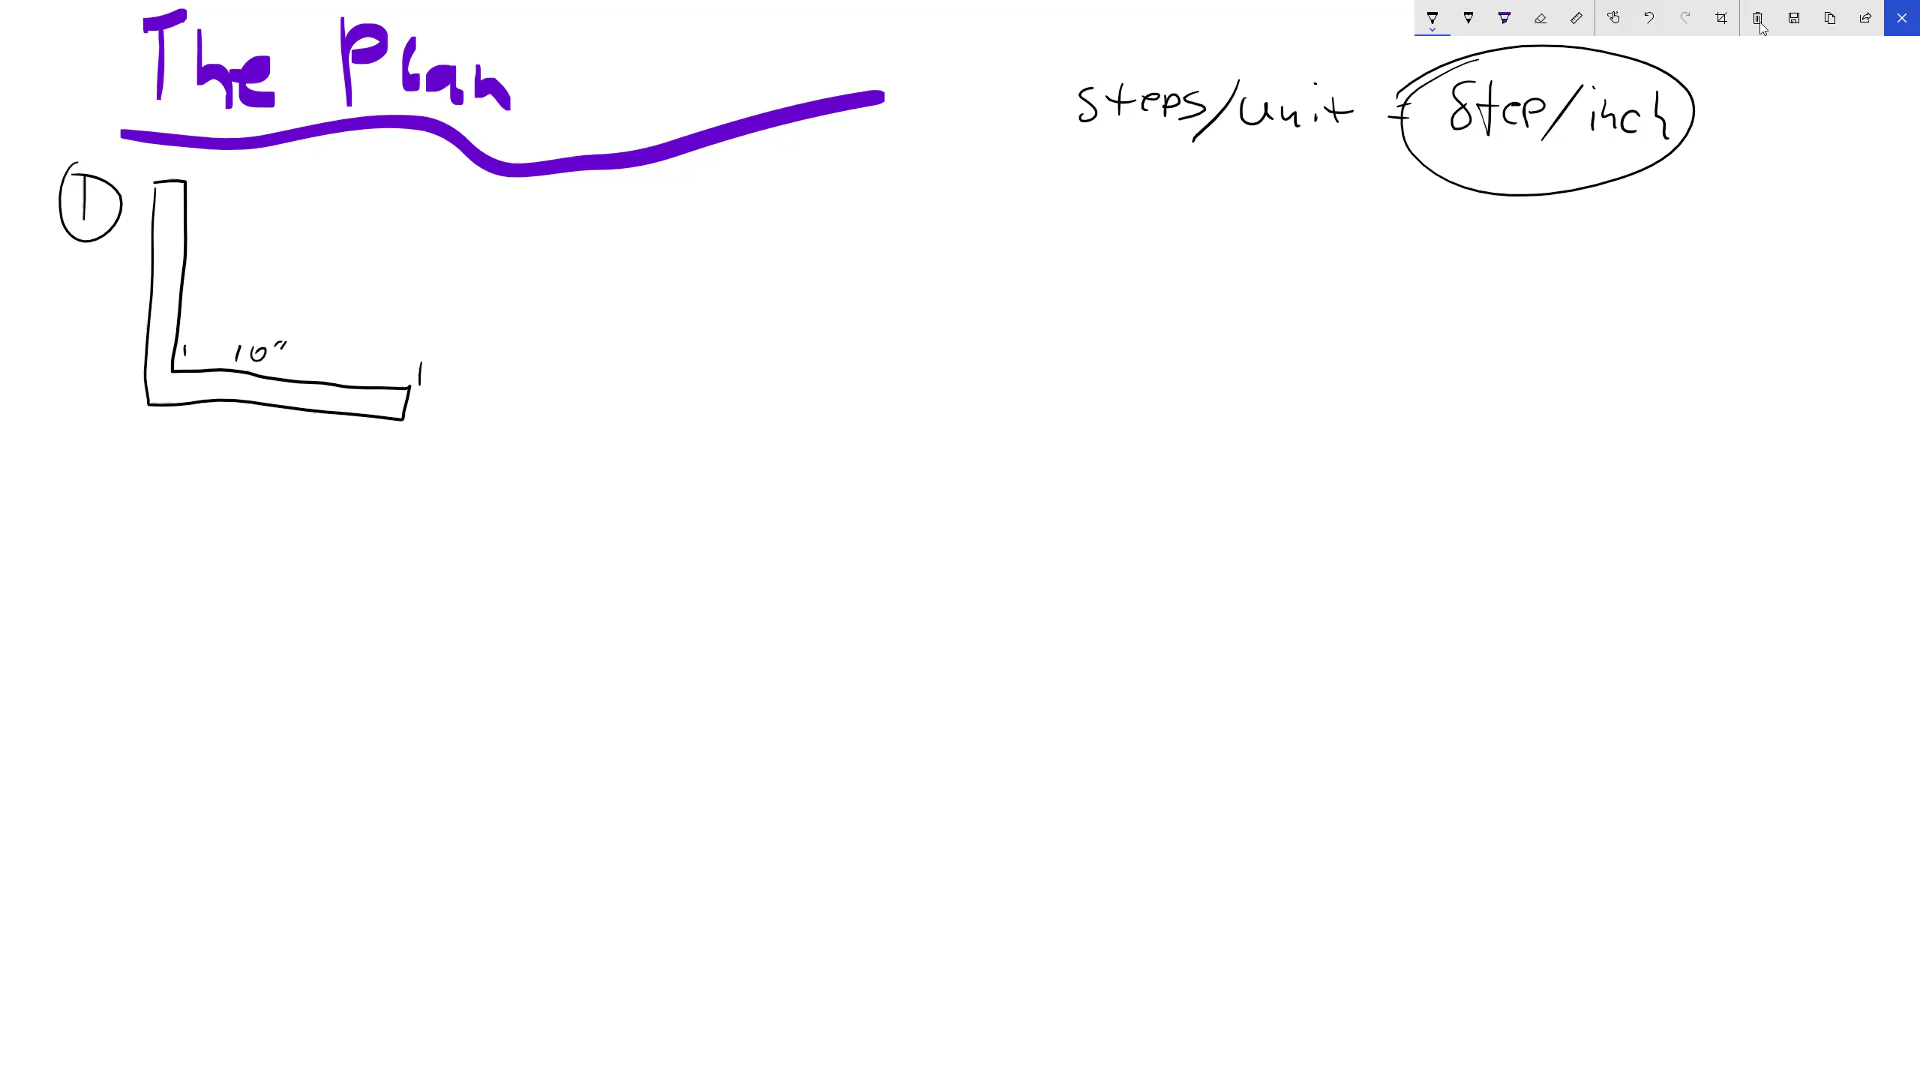 The Plan
steps/unit = step/inch
1
10"